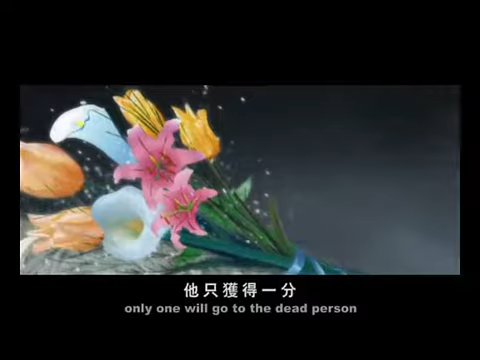 他只獲得一分
only one will go to the dead person